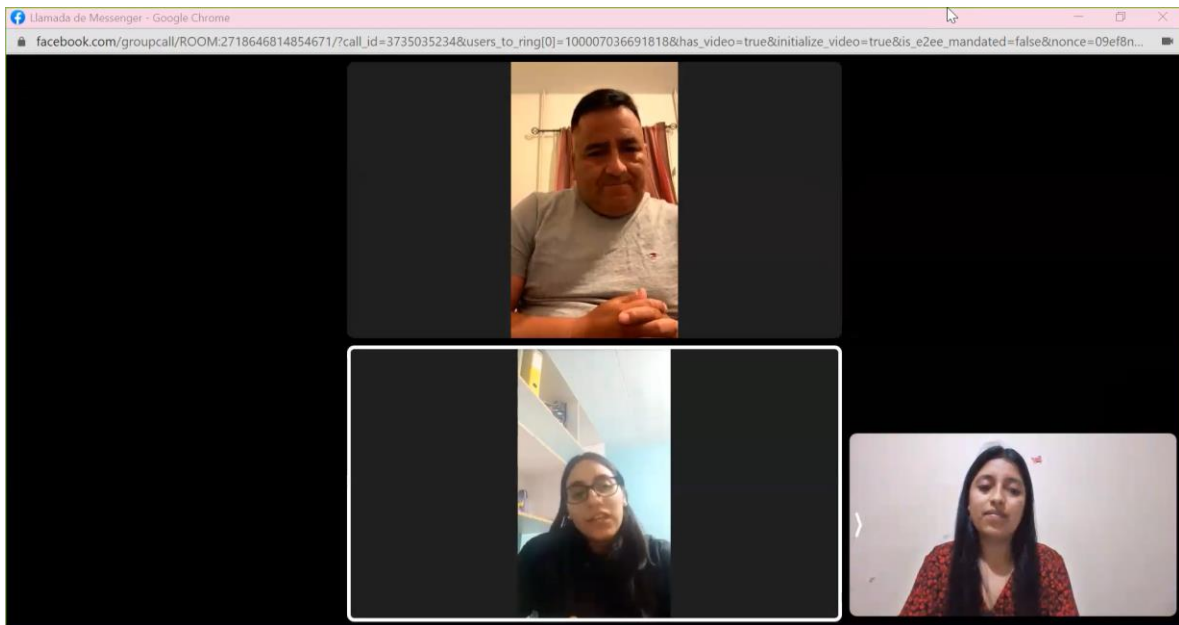 Llamada de Messenger - Google Chrome
facebook.com/groupcall/ROOM:2718646814854671/?call_id=3735035234&users_to_ring[0]=100007036691818&has_video=true&initialize_video=true&is_e2ee_mandated=false&nonce=09ef8n...